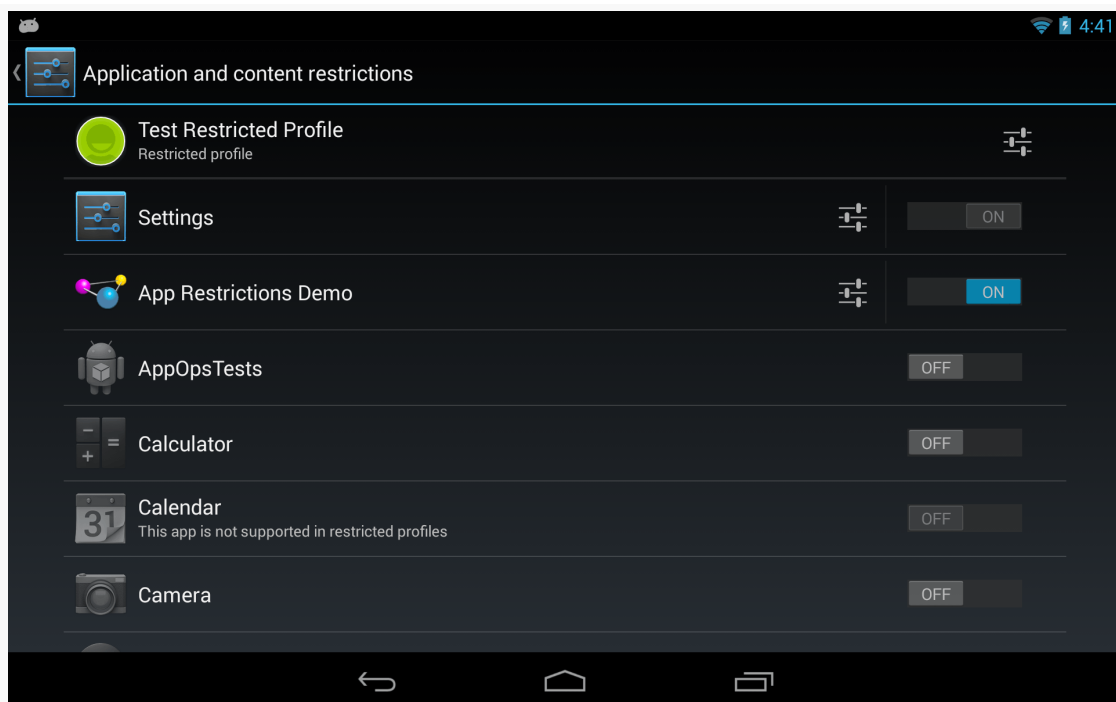 4:41
Application and content restrictions
Test Restricted Profile
Restricted profile
Settings
ON
App Restrictions Demo
ON
AppOpsTests
OFF
Calculator
OFF
31
Calendar
This app is not supported in restricted profiles
OFF
Camera
OFF